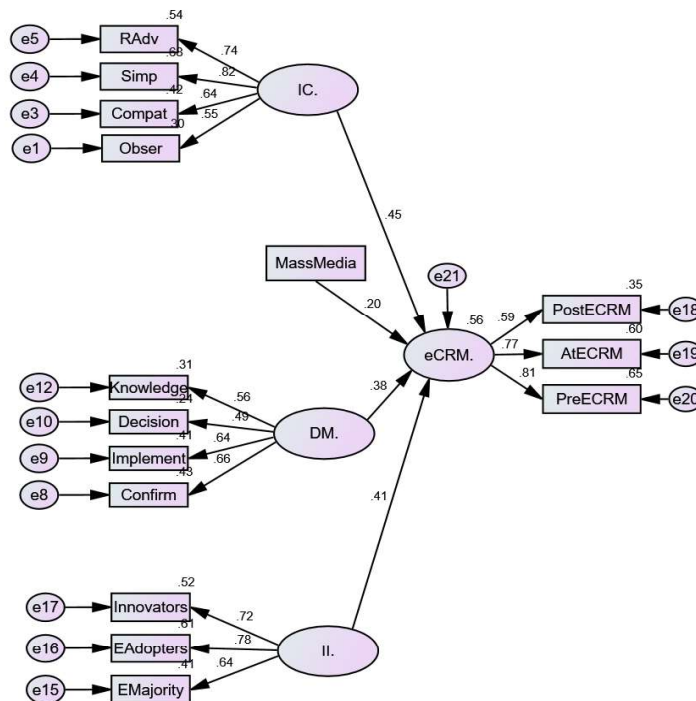 .54
e5
RAdv
.74
.68
e4
Simp
.82
IC.
.42
e3
Compat
.64
.30
.55
e1
Obser
.45
MassMedia
e21
.20
.56
.35
PostECRM
e18
.59
.60
eCRM.
.77
AtECRM
e19
.81
.65
PreECRM
e20
.31
e12
Knowledge
.56
.38
.24
e10
Decision
.49
DM.
.41
e9
Implement
.64
.43
.66
e8
Confirm
.41
.52
e17
Innovators
.72
.61
e16
EAdopters
.78
II.
.41
e15
EMajority
.64